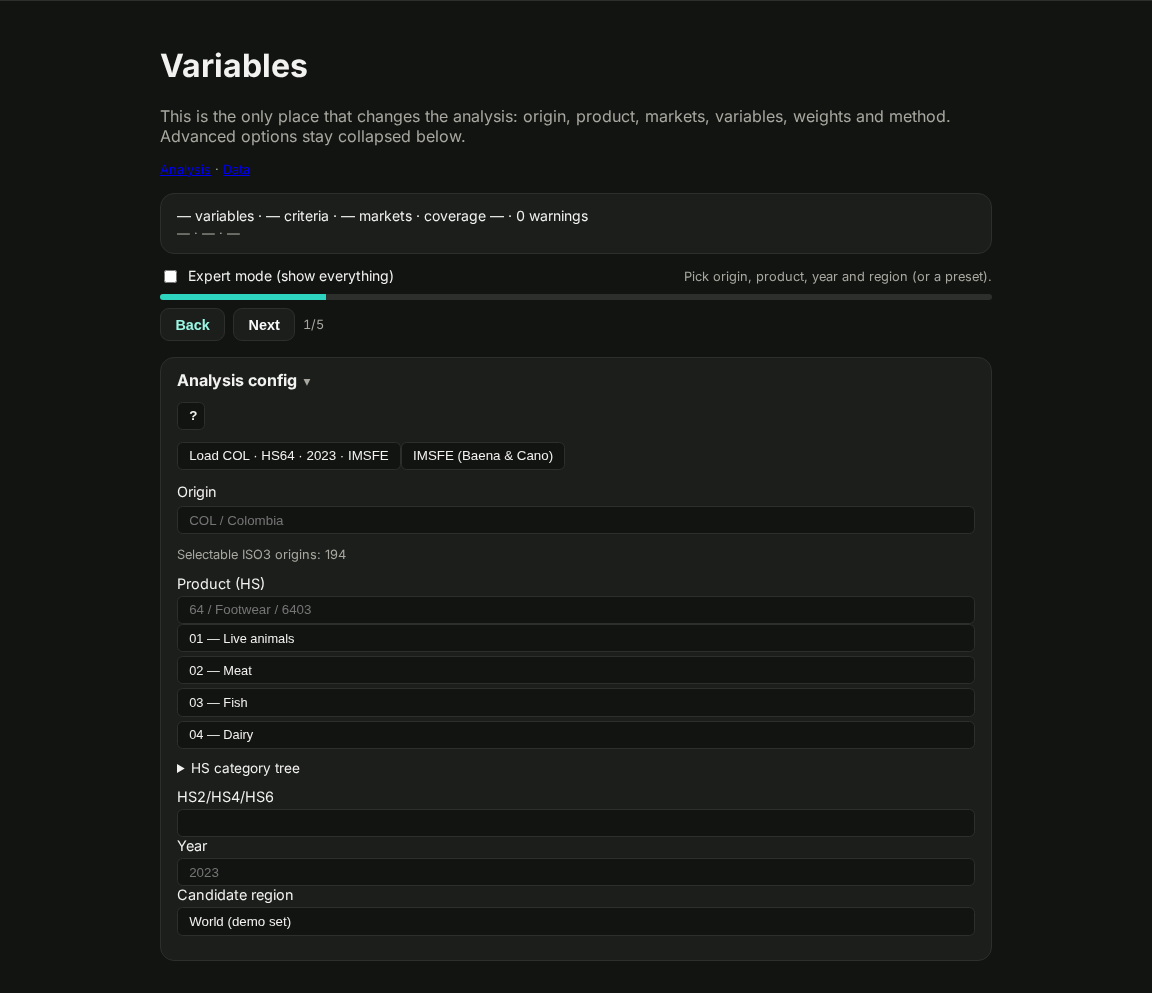 Variables
This is the only place that changes the analysis: origin, product, markets, variables, weights and method.
Advanced options stay collapsed below.
Analysis · Data
— variables · — criteria · — markets · coverage — · 0 warnings
— · — · —
Expert mode (show everything)
Pick origin, product, year and region (or a preset).
Back
Next
1/5
Analysis config ▼
?
Load COL · HS64 · 2023 · IMSFE
IMSFE (Baena & Cano)
Origin
COL / Colombia
Selectable ISO3 origins: 194
Product (HS)
64 / Footwear / 6403
01 — Live animals
02 — Meat
03 — Fish
04 — Dairy
▶ HS category tree
HS2/HS4/HS6
Year
2023
Candidate region
World (demo set)